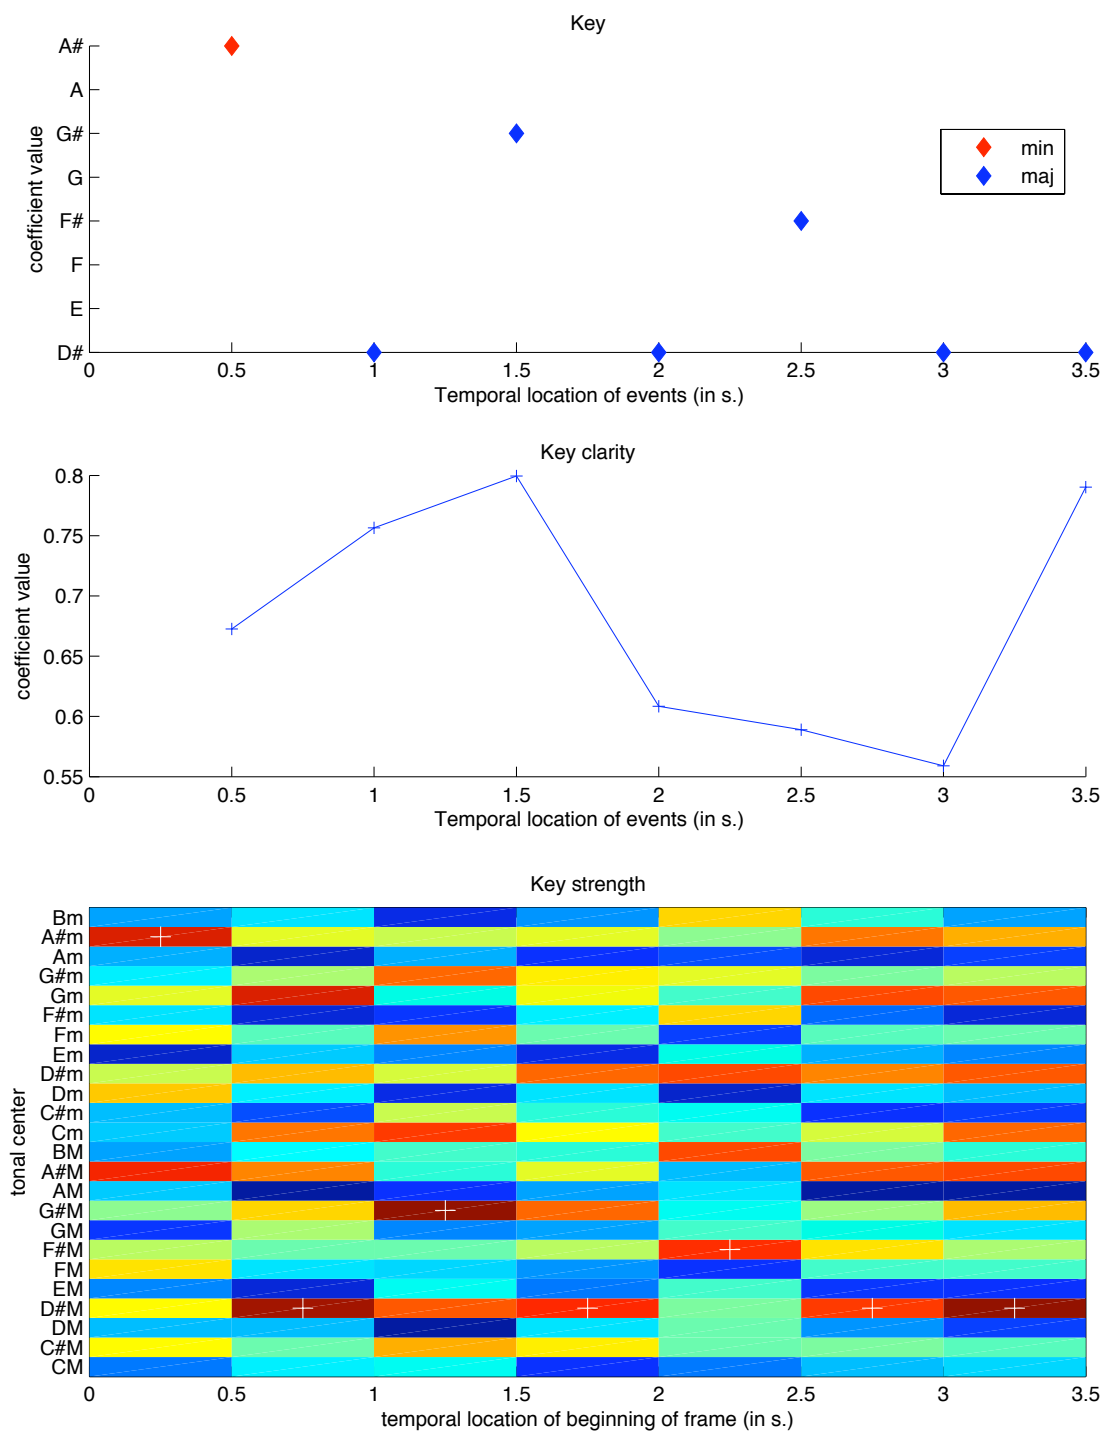 Key
A#
A
G#
G
F#
F
E
D#
coefficient value
min
maj
0 0.5 1 1.5 2 2.5 3 3.5
Temporal location of events (in s.)
Key clarity
0.8
0.75
0.7
0.65
0.6
0.55
coefficient value
0 0.5 1 1.5 2 2.5 3 3.5
Temporal location of events (in s.)
Key strength
Bm
A#m
Am
G#m
Gm
F#m
Fm
Em
D#m
Dm
C#m
Cm
BM
A#M
AM
G#M
GM
F#M
FM
EM
D#M
DM
C#M
CM
tonal center
0 0.5 1 1.5 2 2.5 3 3.5
temporal location of beginning of frame (in s.)